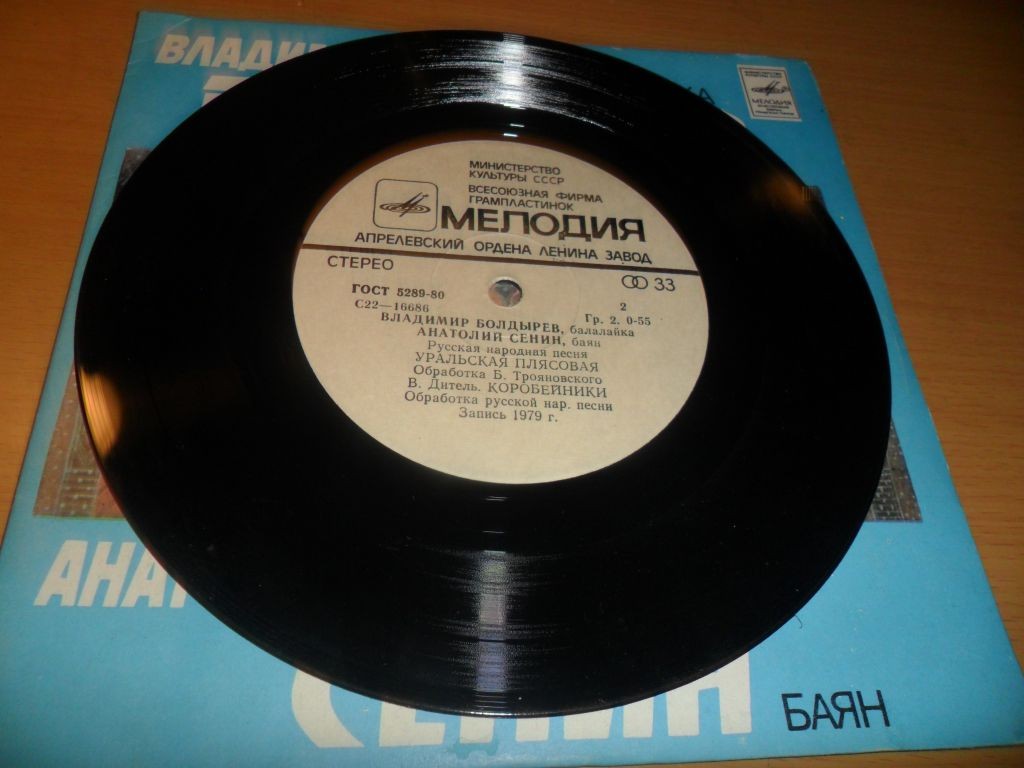 ВЛАДИ
КА
МЕЛОДИЯ
МИНИСТЕРСТВО
КУЛЬТУРЫ СССР
ВСЕСОЮЗНАЯ ФИРМА
ГРАМПЛАСТИНОК
МЕЛОДИЯ
АПРЕЛЕВСКИЙ ОРДЕНА ЛЕНИНА ЗАВОД
СТЕРЕО 33
ГОСТ 5289-80 2
С22—16686 Гр. 2. 0-55
ВЛАДИМИР БОЛДЫРЕВ, балалайка
АНАТОЛИЙ СЕНИН, баян
Русская народная песня
УРАЛЬСКАЯ ПЛЯСОВАЯ
Обработка Б. Трояновского
В. Дитель. КОРОБЕЙНИКИ
Обработка русской нар. песни
Запись 1979 г.
АНАТ
СЕНИН БАЯН